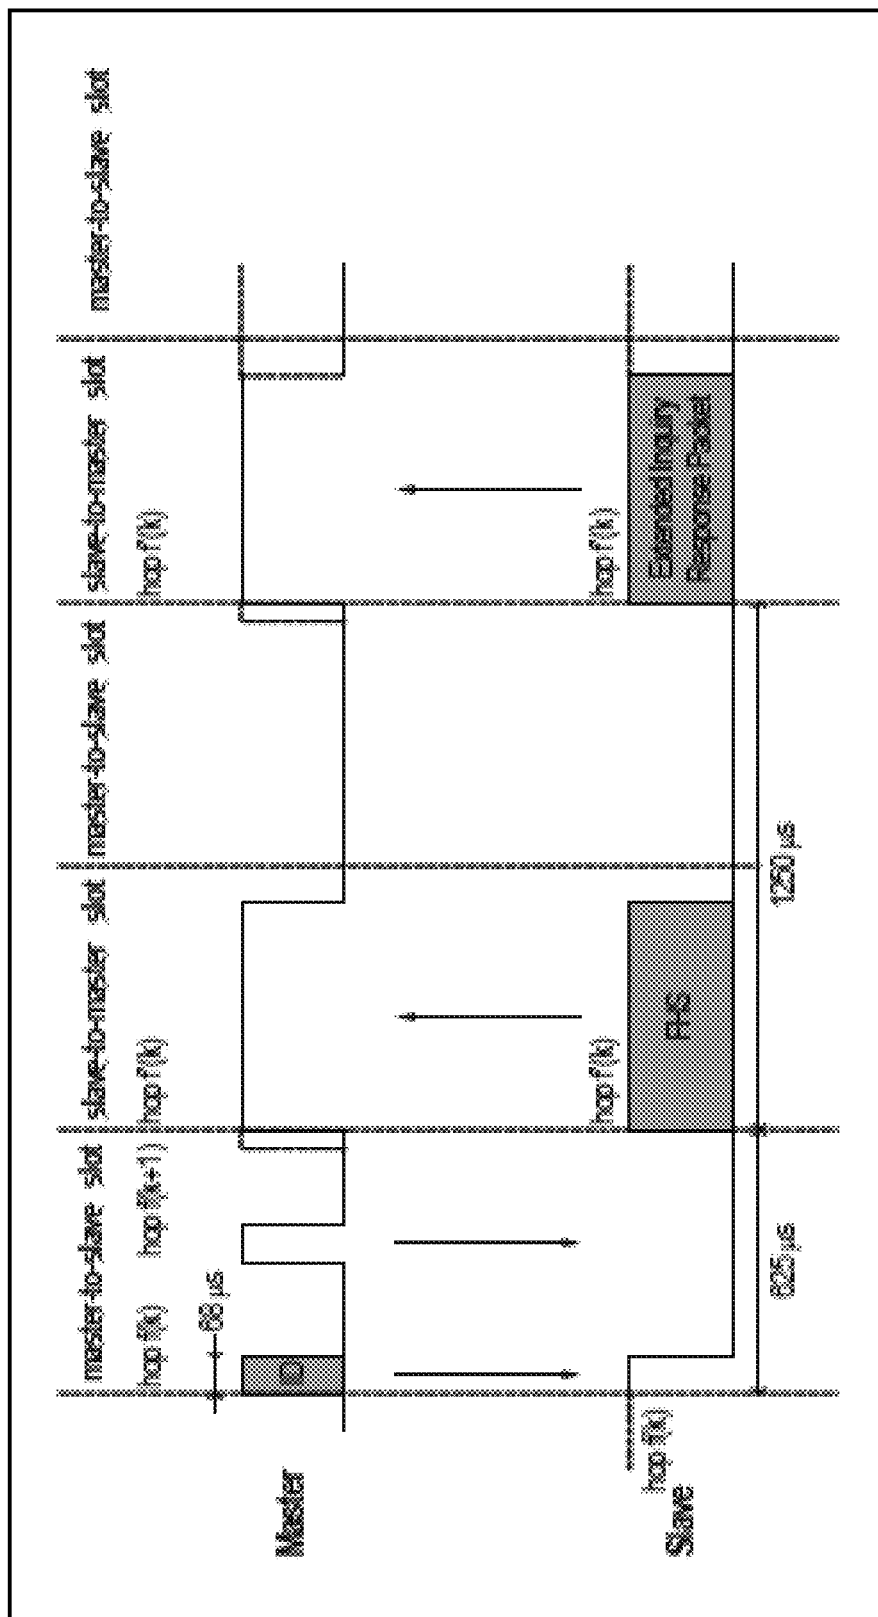 master-to-slave slot
slave-to-master slot
master-to-slave slot
slave-to-master slot
master-to-slave slot
hop f(k)
hop f(k+1)
hop f'(k)
hop f'(k)
68 µs
Master
ID
hop f'(k)
hop f'(k)
hop f(k)
Slave
FHS
Extended Inquiry
Response Packet
625 µs
1250 µs